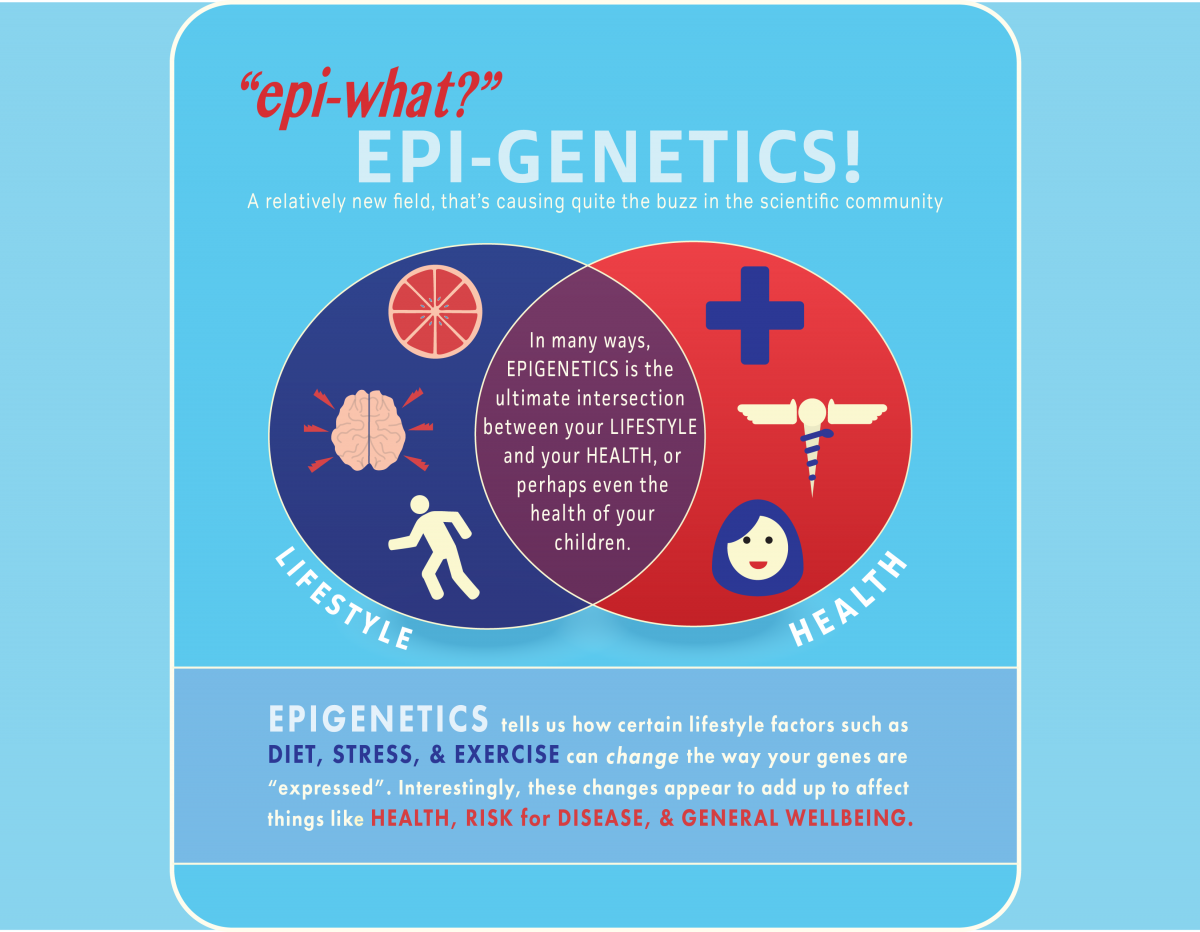 “epi-what?”
EPI-GENETICS!
A relatively new field, that’s causing quite the buzz in the scientific community
In many ways,
EPIGENETICS is the
ultimate intersection
between your LIFESTYLE
and your HEALTH, or
perhaps even the
health of your
children.
LIFESTYLE
HEALTH
EPIGENETICS tells us how certain lifestyle factors such as
DIET, STRESS, & EXERCISE can change the way your genes are
“expressed”. Interestingly, these changes appear to add up to affect
things like HEALTH, RISK for DISEASE, & GENERAL WELLBEING.